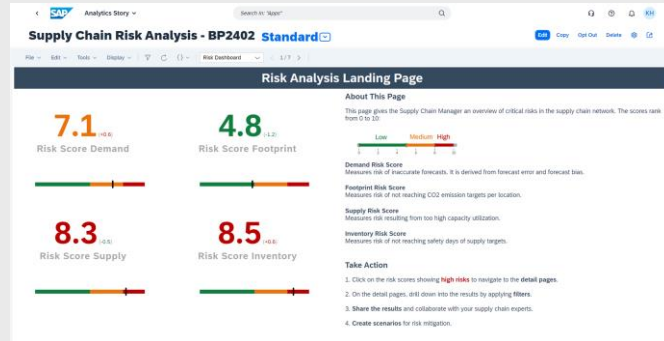 SAP Analytics Story
Search in: "Apps"
KH
Supply Chain Risk Analysis - BP2402 Standard
Edit Copy Opt Out Delete
File Edit Tools Display Risk Dashboard 1/7
Risk Analysis Landing Page
7.1 (+0.6)
Risk Score Demand
4.8 (-1.2)
Risk Score Footprint
8.3
Risk Score Supply
8.5
Risk Score Inventory
About This Page
This page gives the Supply Chain Manager an overview of critical risks in the supply chain network. The scores rank
from 0 to 10:
Low Medium High
Demand Risk Score
Measures risk of inaccurate forecasts. It is derived from forecast error and forecast bias.
Footprint Risk Score
Measures risk of not reaching CO2 emission targets per location.
Supply Risk Score
Measures risk resulting from too high capacity utilization.
Inventory Risk Score
Measures risk of not reaching safety days of supply targets.
Take Action
1. Click on the risk scores showing high risks to navigate to the detail pages.
2. On the detail pages, drill down into the results by applying filters.
3. Share the results and collaborate with your supply chain experts.
4. Create scenarios for risk mitigation.